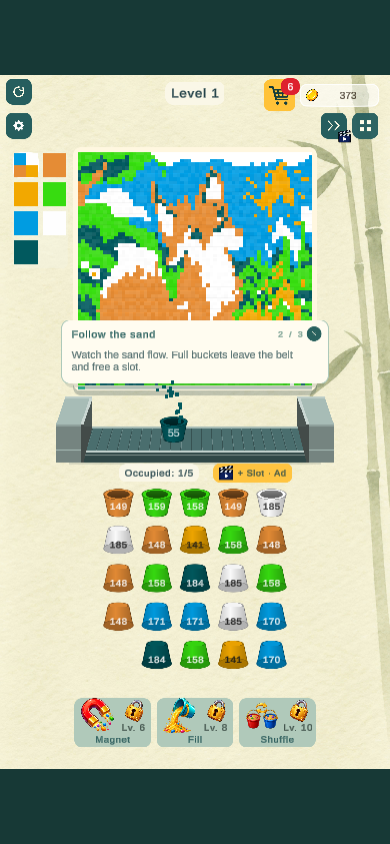 Level 1
6
373
Follow the sand
2 / 3
Watch the sand flow. Full buckets leave the belt
and free a slot.
55
Occupied: 1/5
+ Slot · Ad
149 159 158 149 185
185 148 141 158 148
148 158 184 185 158
148 171 171 185 170
184 158 141 170
Lv. 6 Lv. 8 Lv. 10
Magnet Fill Shuffle